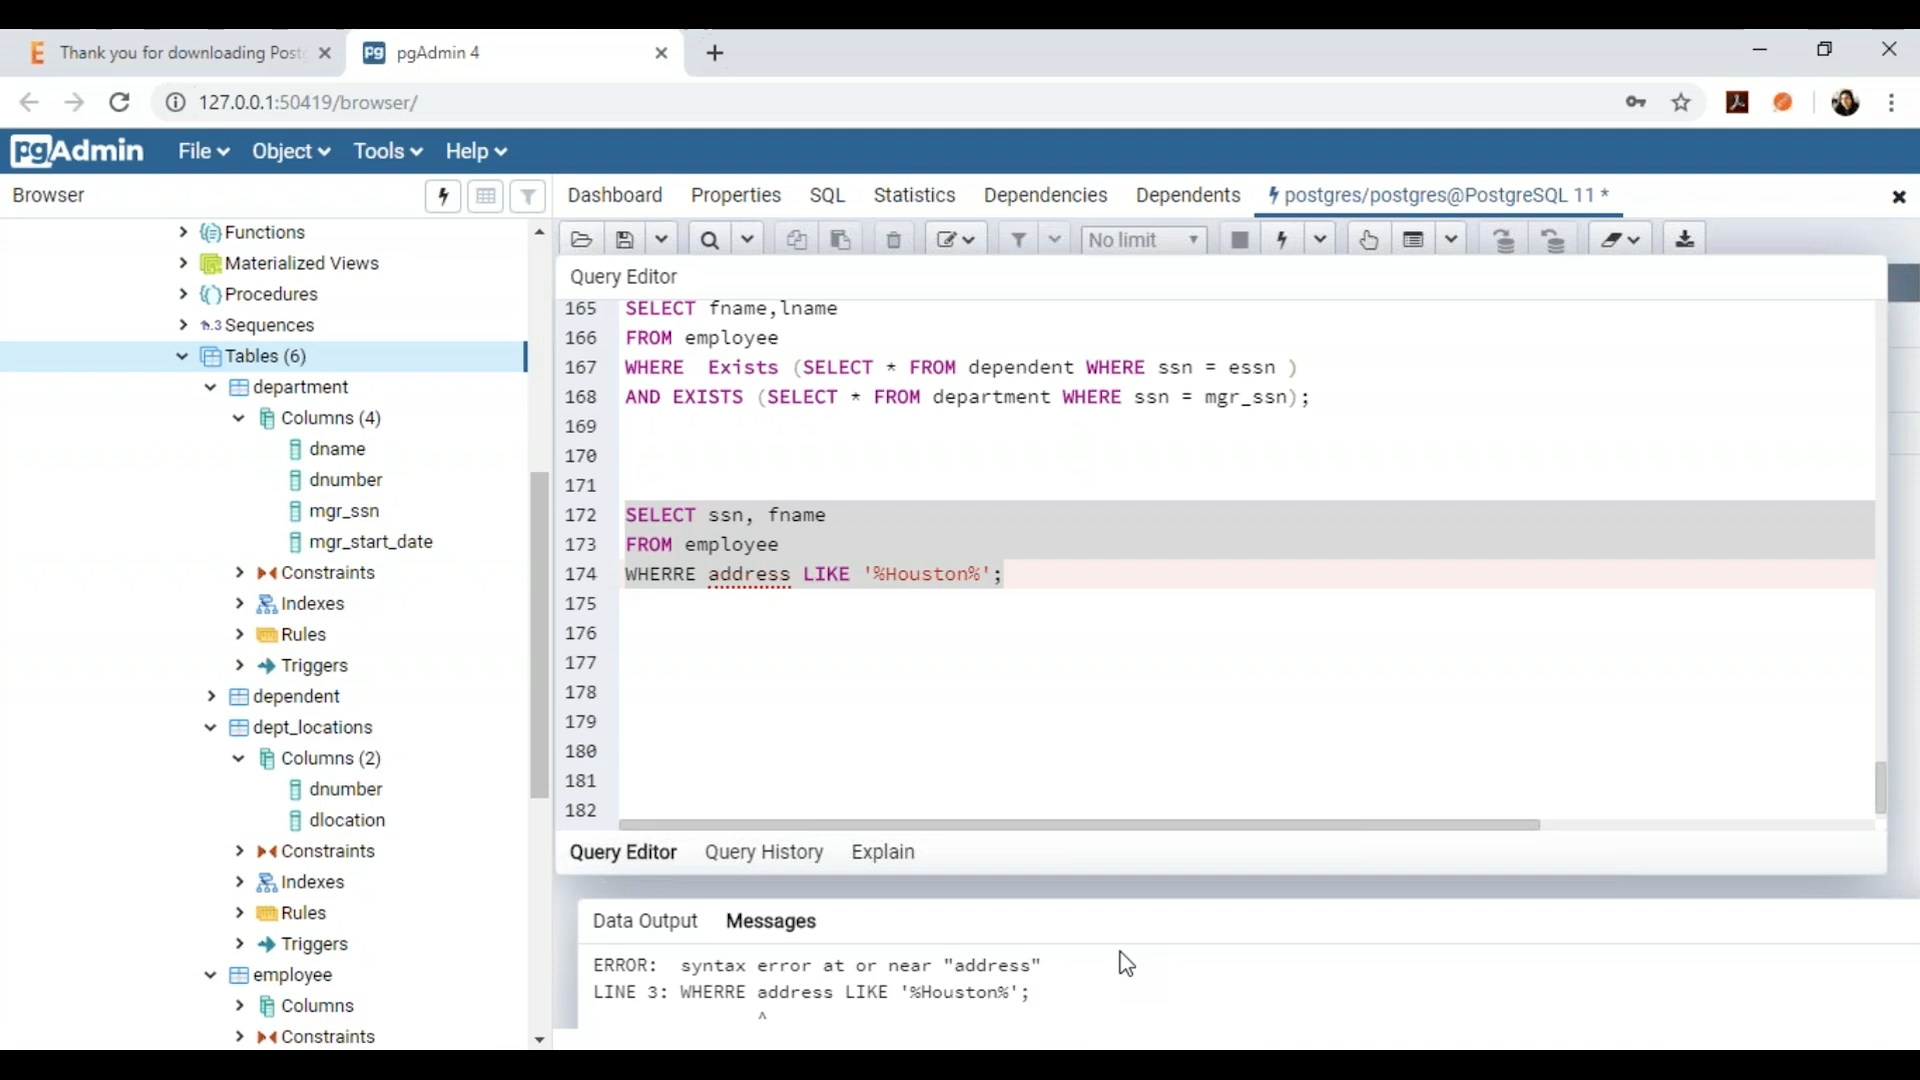 Thank you for downloading Post
pgAdmin 4
127.0.0.1:50419/browser/
pgAdmin
File
Object
Tools
Help
Browser
Dashboard
Properties
SQL
Statistics
Dependencies
Dependents
postgres/postgres@PostgreSQL 11 *
Functions
Materialized Views
Procedures
1..3 Sequences
Tables (6)
department
Columns (4)
dname
dnumber
mgr_ssn
mgr_start_date
Constraints
Indexes
Rules
Triggers
dependent
dept_locations
Columns (2)
dnumber
dlocation
Constraints
Indexes
Rules
Triggers
employee
Columns
Constraints
No limit
Query Editor
165 SELECT fname,lname
166 FROM employee
167 WHERE  Exists (SELECT * FROM dependent WHERE ssn = essn )
168 AND EXISTS (SELECT * FROM department WHERE ssn = mgr_ssn);
169
170
171
172 SELECT ssn, fname
173 FROM employee
174 WHERRE address LIKE '%Houston%';
175
176
177
178
179
180
181
182
Query Editor
Query History
Explain
Data Output
Messages
ERROR:  syntax error at or near "address"
LINE 3: WHERRE address LIKE '%Houston%';
^